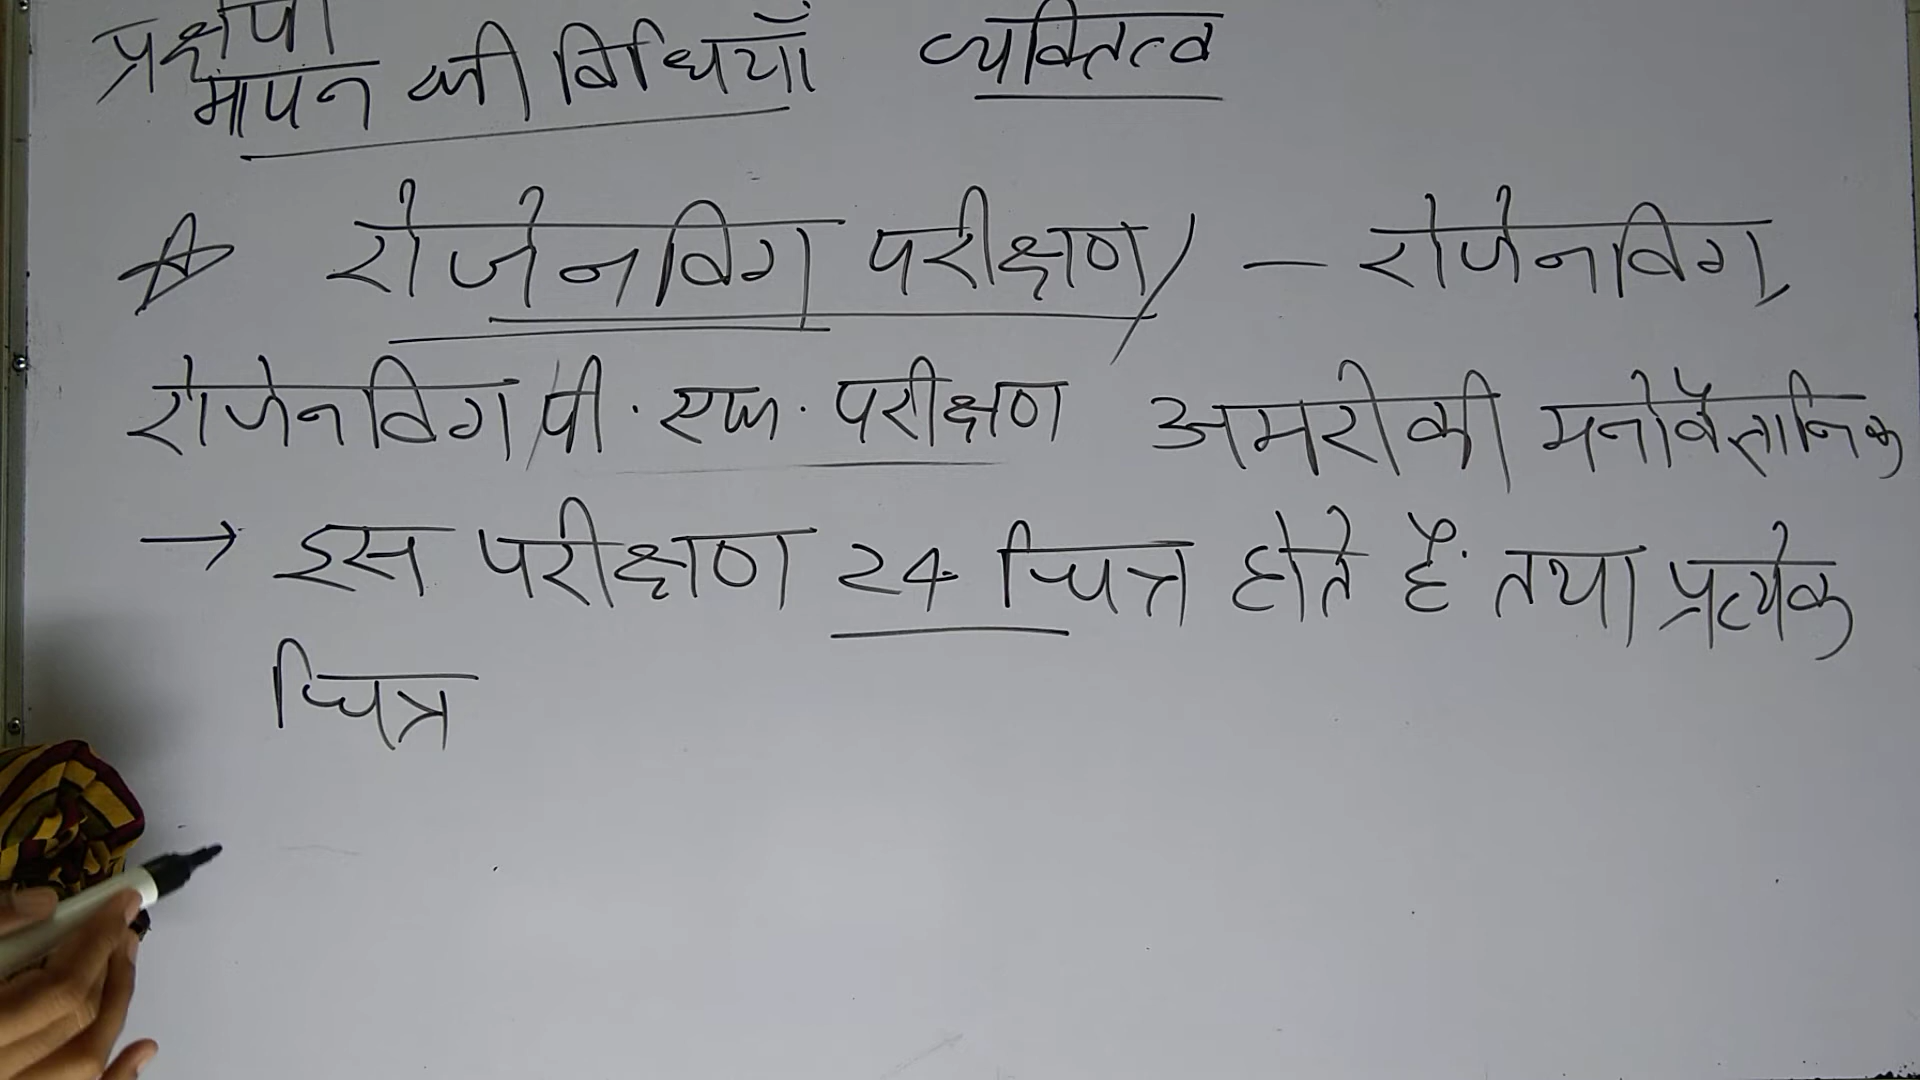 प्रक्षेपी
मापन की विधियाँ व्यक्तित्व
रोजेनविग परीक्षण / – रोजेनविग
रोजेनविग पी. एफ. परीक्षण अमरीकी मनोवैज्ञानिक
→ इस परीक्षण 24 चित्र होते हैं तथा प्रत्येक
चित्र